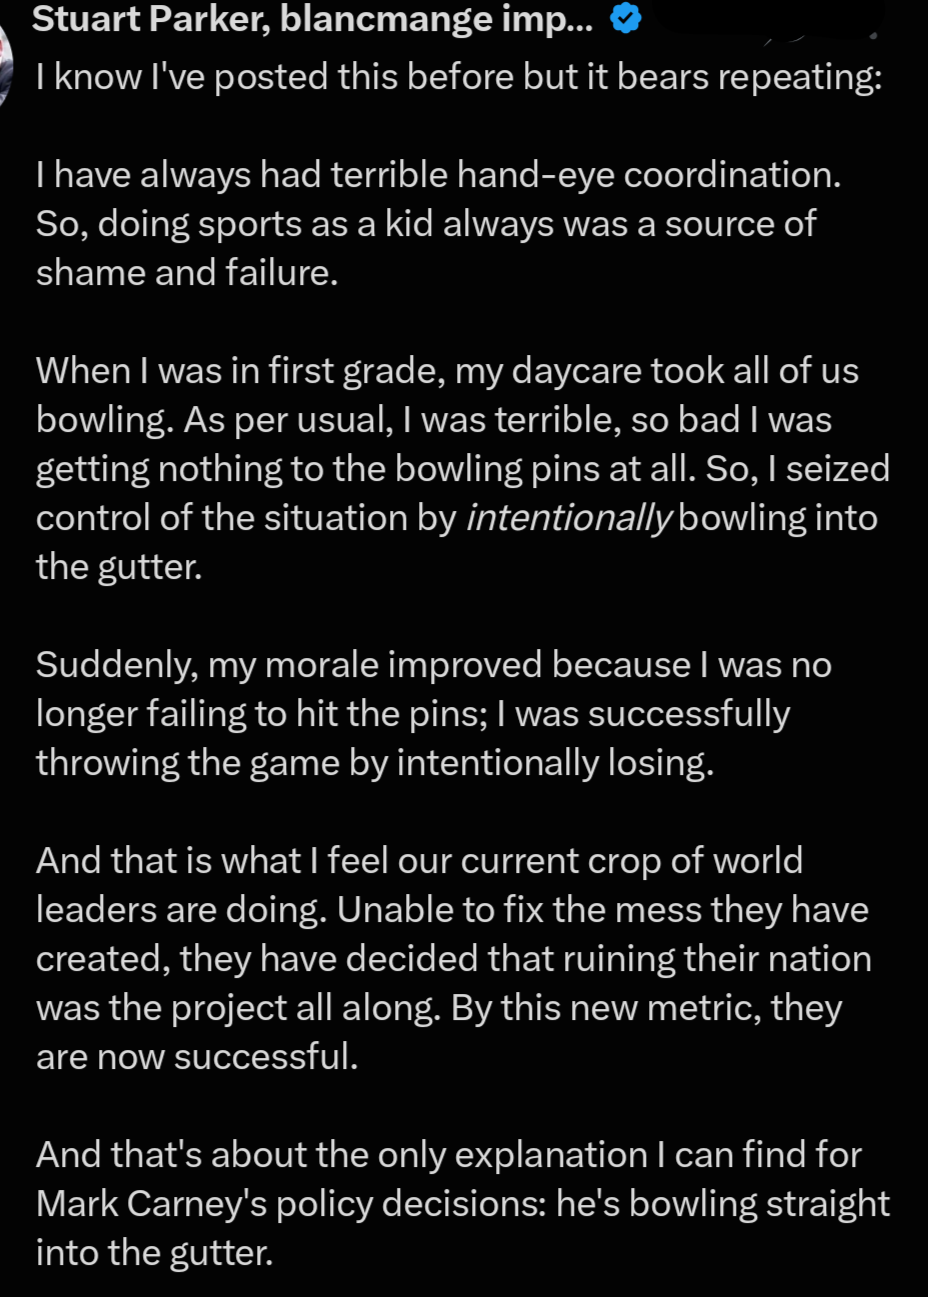 Stuart Parker, blancmange imp...
I know I've posted this before but it bears repeating:
I have always had terrible hand-eye coordination.
So, doing sports as a kid always was a source of
shame and failure.
When I was in first grade, my daycare took all of us
bowling. As per usual, I was terrible, so bad I was
getting nothing to the bowling pins at all. So, I seized
control of the situation by intentionally bowling into
the gutter.
Suddenly, my morale improved because I was no
longer failing to hit the pins; I was successfully
throwing the game by intentionally losing.
And that is what I feel our current crop of world
leaders are doing. Unable to fix the mess they have
created, they have decided that ruining their nation
was the project all along. By this new metric, they
are now successful.
And that's about the only explanation I can find for
Mark Carney's policy decisions: he's bowling straight
into the gutter.